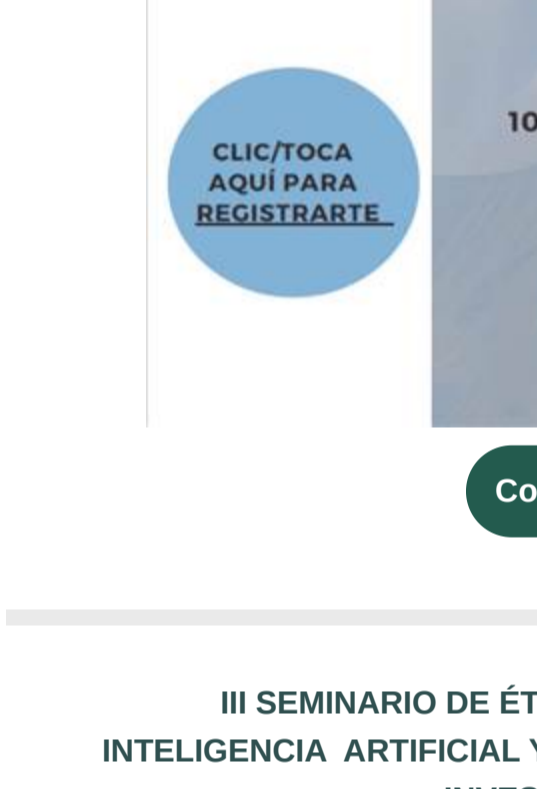 10
CLIC/TOCA
AQUÍ PARA
REGISTRARTE
Co
III SEMINARIO DE ÉT
INTELIGENCIA ARTIFICIAL Y